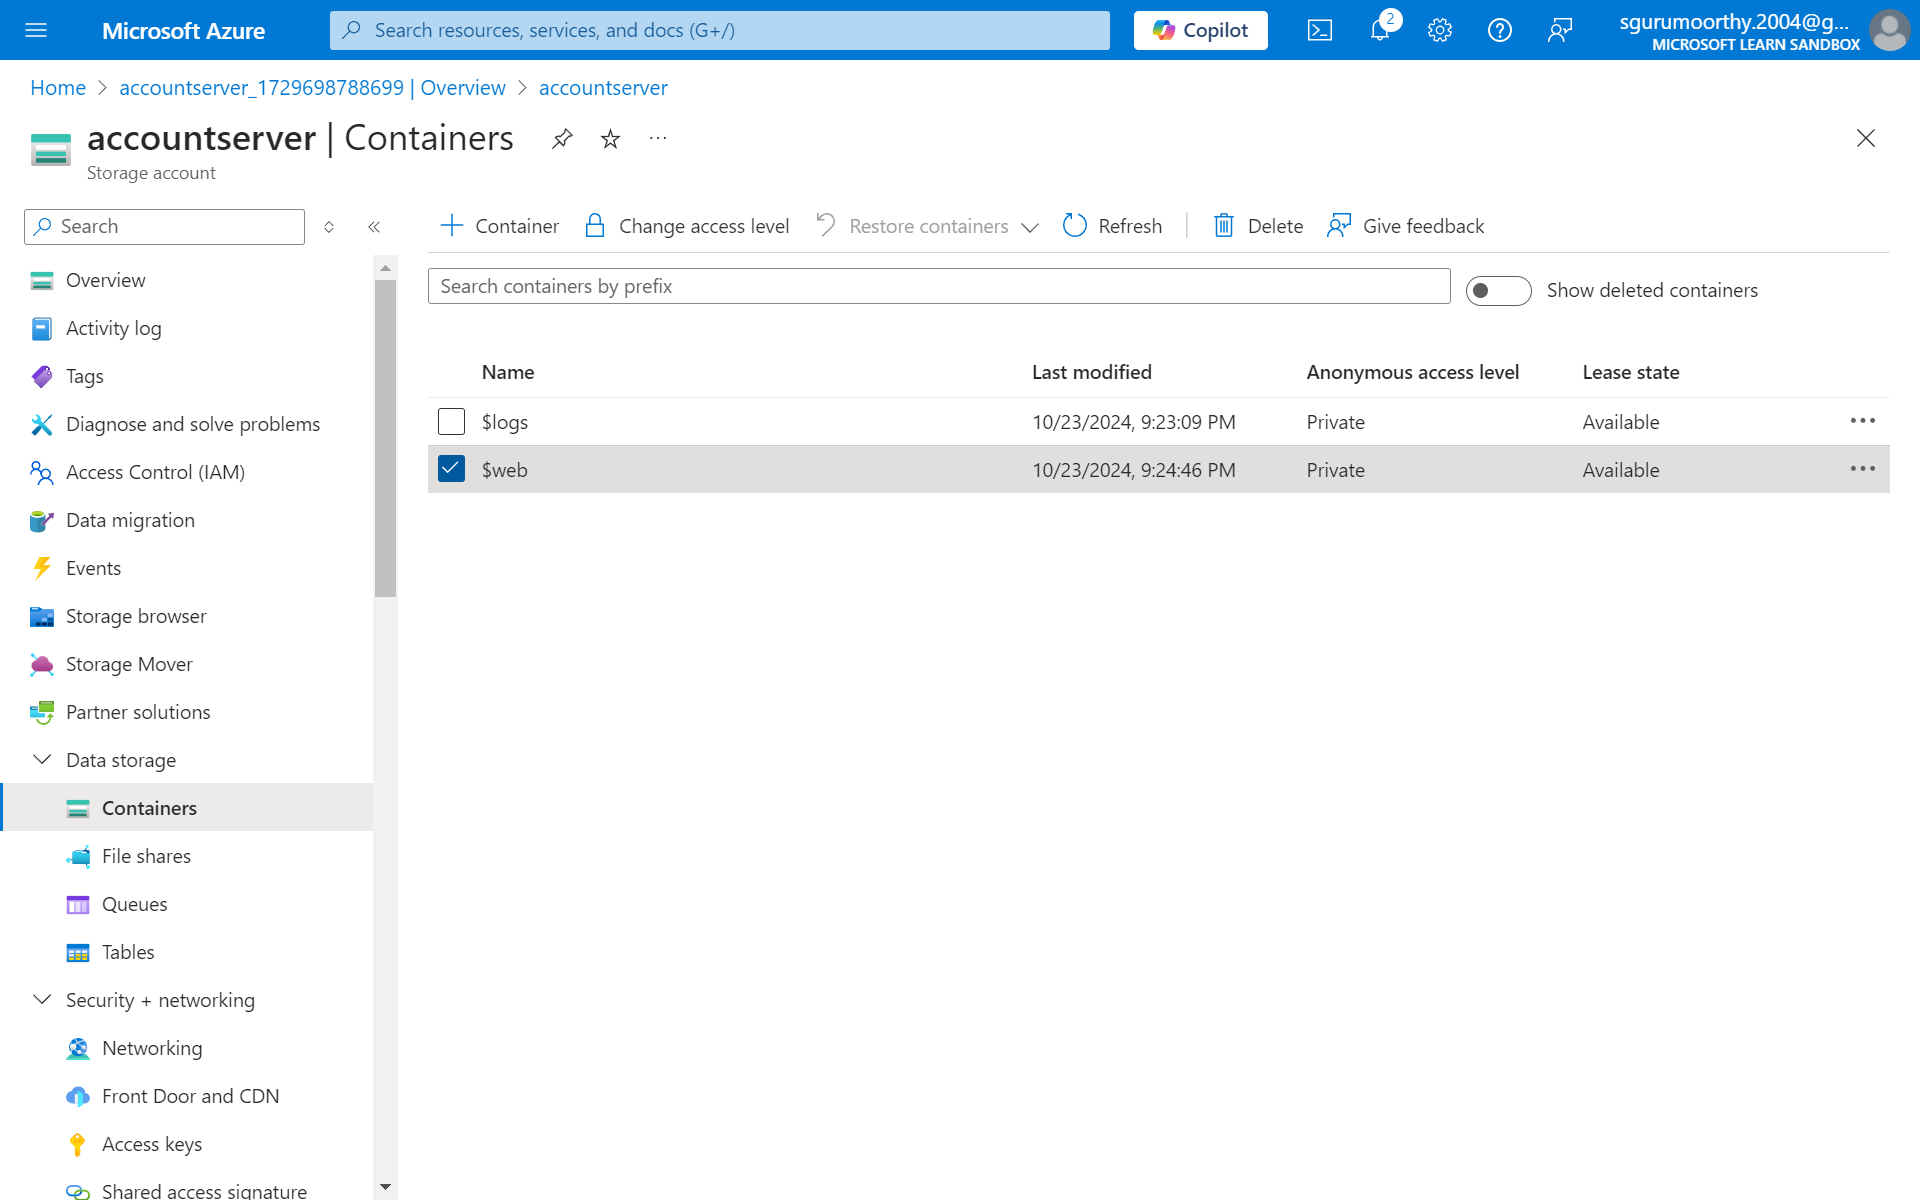 Microsoft Azure
Search resources, services, and docs (G+/)
Copilot
2
sgurumoorthy.2004@g...
MICROSOFT LEARN SANDBOX
Home > accountserver_1729698788699 | Overview > accountserver
accountserver | Containers
Storage account
Search
Container
Change access level
Restore containers
Refresh
Delete
Give feedback
Overview
Activity log
Tags
Diagnose and solve problems
Access Control (IAM)
Data migration
Events
Storage browser
Storage Mover
Partner solutions
Data storage
Containers
File shares
Queues
Tables
Security + networking
Networking
Front Door and CDN
Access keys
Shared access signature
Search containers by prefix
Show deleted containers
Name Last modified Anonymous access level Lease state
$logs 10/23/2024, 9:23:09 PM Private Available
$web 10/23/2024, 9:24:46 PM Private Available